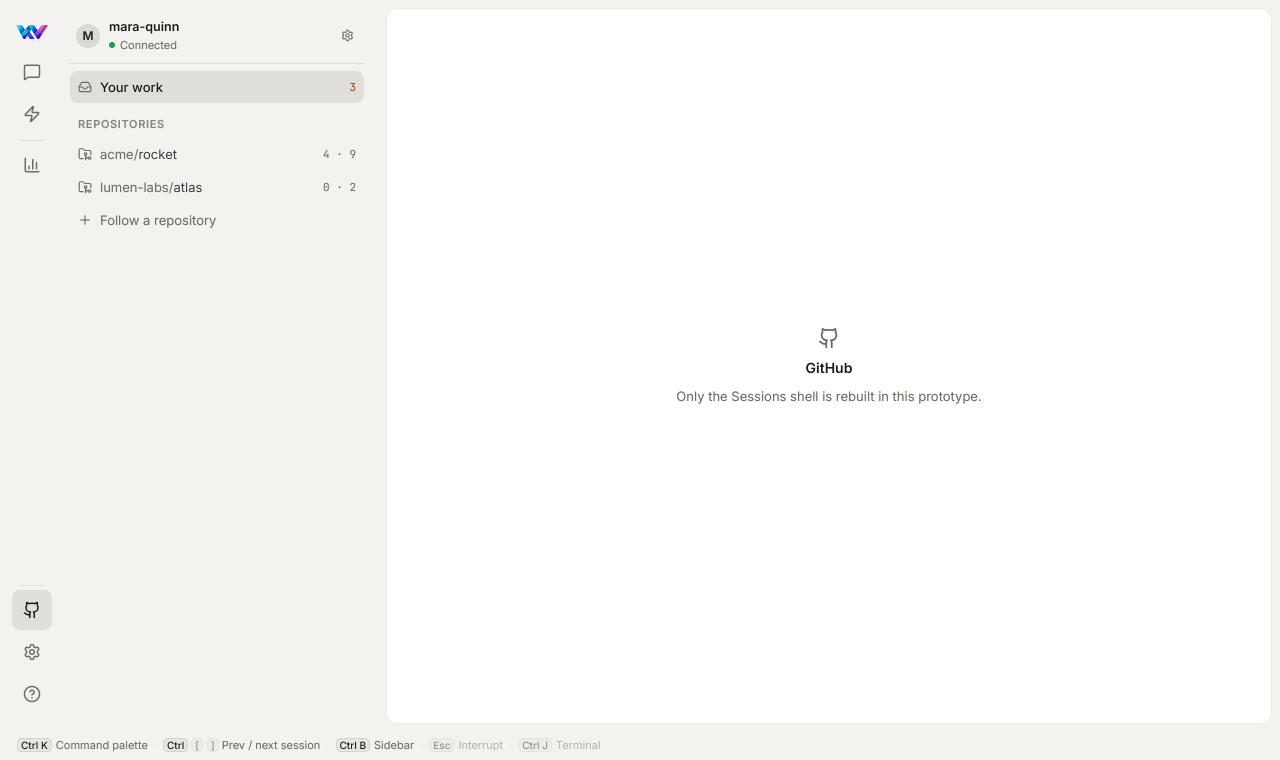 M
mara-quinn
Connected
Your work 3
REPOSITORIES
acme/rocket 4 · 9
lumen-labs/atlas 0 · 2
Follow a repository
GitHub
Only the Sessions shell is rebuilt in this prototype.
Ctrl K Command palette · Ctrl [ ] Prev / next session · Ctrl B Sidebar · Esc Interrupt · Ctrl J Terminal